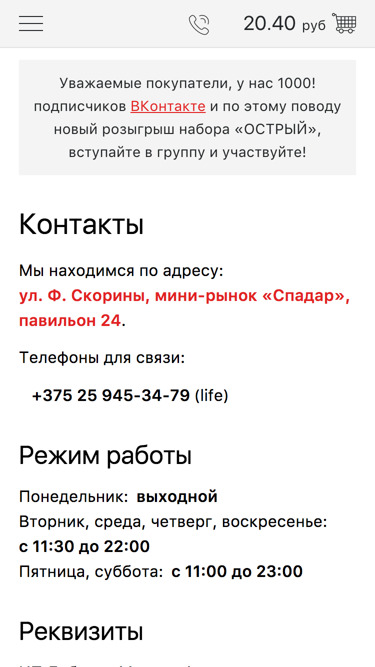 20.40 руб
Уважаемые покупатели, у нас 1000!
подписчиков ВКонтакте и по этому поводу
новый розыгрыш набора «ОСТРЫЙ»,
вступайте в группу и участвуйте!
Контакты
Мы находимся по адресу:
ул. Ф. Скорины, мини-рынок «Спадар»,
павильон 24.
Телефоны для связи:
+375 25 945-34-79 (life)
Режим работы
Понедельник: выходной
Вторник, среда, четверг, воскресенье:
с 11:30 до 22:00
Пятница, суббота: с 11:00 до 23:00
Реквизиты